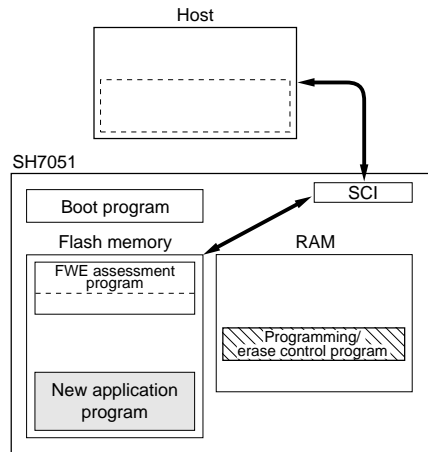 Host
SH7051
SCI
Boot program
Flash memory
RAM
FWE assessment
program
Programming/
erase control program
New application
program